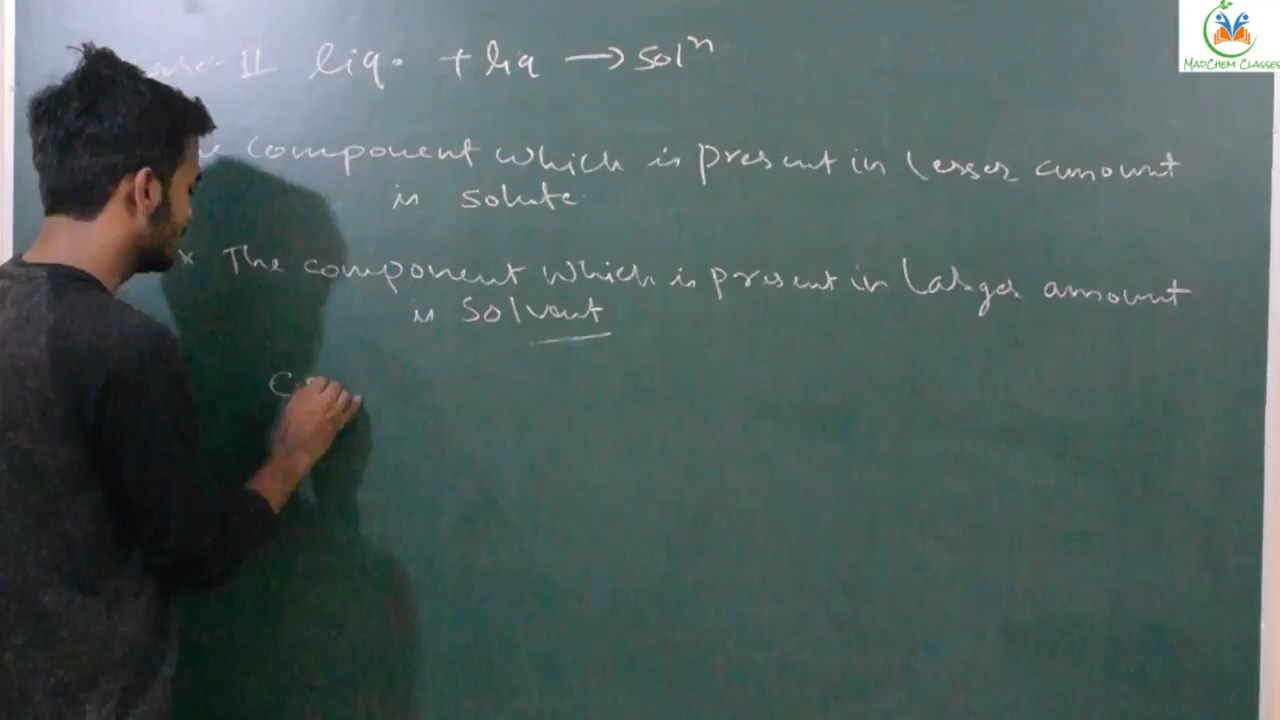 II liq. + liq → solⁿ
component which is present in lesser amount
is solute.
* The component which is present in larger amount
is solvent
MADCHEM CLASSES